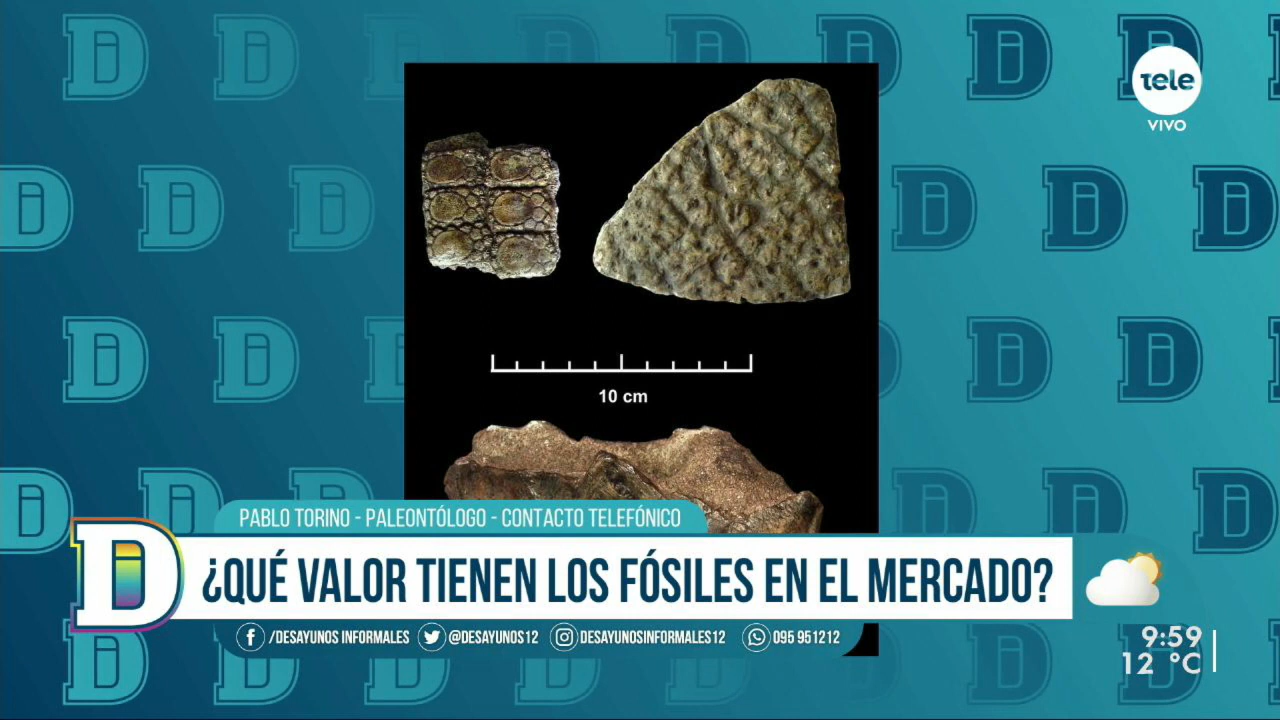 tele
VIVO
10 cm
PABLO TORINO - PALEONTÓLOGO - CONTACTO TELEFÓNICO
D
¿QUÉ VALOR TIENEN LOS FÓSILES EN EL MERCADO?
/DESAYUNOS INFORMALES @DESAYUNOS12 DESAYUNOSINFORMALES12 095 951212
9:59
12 °C